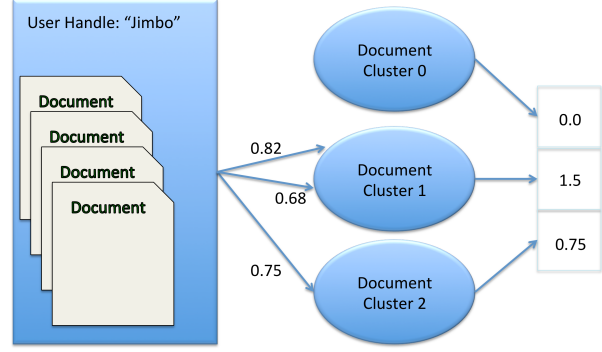 User Handle: “Jimbo”
Document
Document
Document
Document
0.82
0.68
0.75
Document
Cluster 0
Document
Cluster 1
Document
Cluster 2
0.0
1.5
0.75